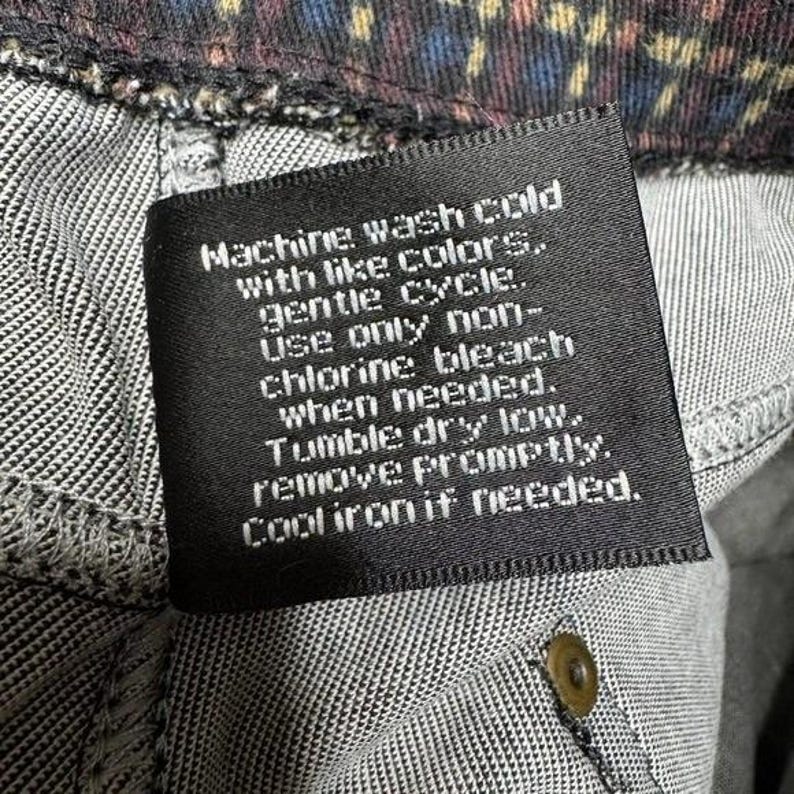 Machine wash cold
with like colors,
gentle cycle.
Use only non-
chlorine bleach
when needed.
Tumble dry low,
remove promptly.
Cool iron if needed.